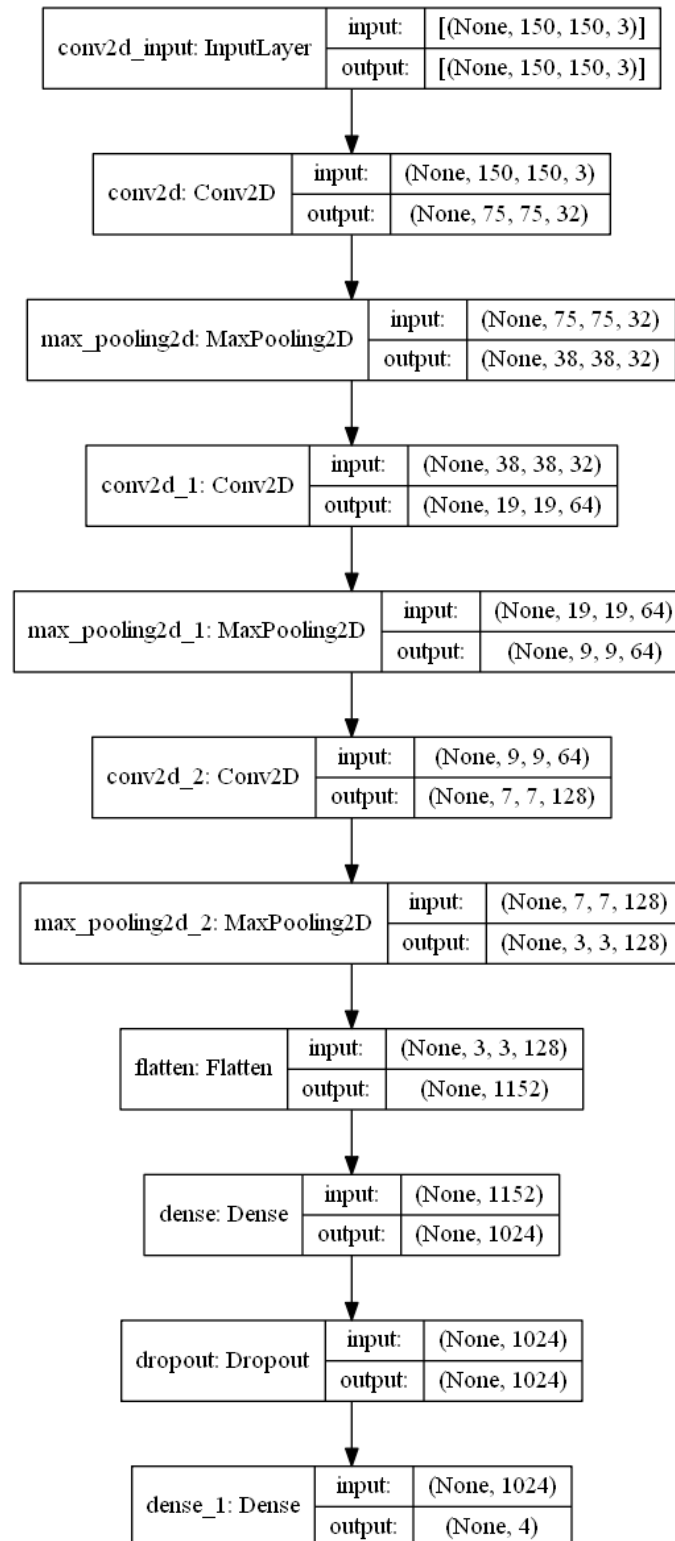 conv2d_input: InputLayer
input: [(None, 150, 150, 3)]
output: [(None, 150, 150, 3)]
conv2d: Conv2D
input: (None, 150, 150, 3)
output: (None, 75, 75, 32)
max_pooling2d: MaxPooling2D
input: (None, 75, 75, 32)
output: (None, 38, 38, 32)
conv2d_1: Conv2D
input: (None, 38, 38, 32)
output: (None, 19, 19, 64)
max_pooling2d_1: MaxPooling2D
input: (None, 19, 19, 64)
output: (None, 9, 9, 64)
conv2d_2: Conv2D
input: (None, 9, 9, 64)
output: (None, 7, 7, 128)
max_pooling2d_2: MaxPooling2D
input: (None, 7, 7, 128)
output: (None, 3, 3, 128)
flatten: Flatten
input: (None, 3, 3, 128)
output: (None, 1152)
dense: Dense
input: (None, 1152)
output: (None, 1024)
dropout: Dropout
input: (None, 1024)
output: (None, 1024)
dense_1: Dense
input: (None, 1024)
output: (None, 4)